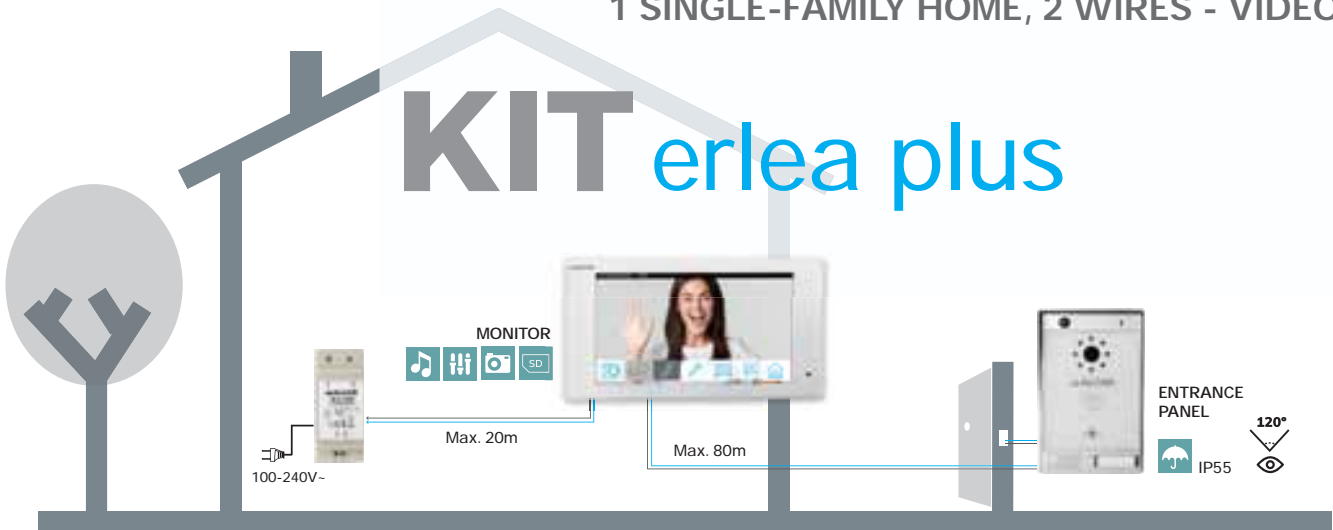 1 SINGLE-FAMILY HOME, 2 WIRES - VIDEO
KIT erlea plus
MONITOR
SD
Max. 20m
100-240V~
Max. 80m
ENTRANCE
PANEL
120°
IP55